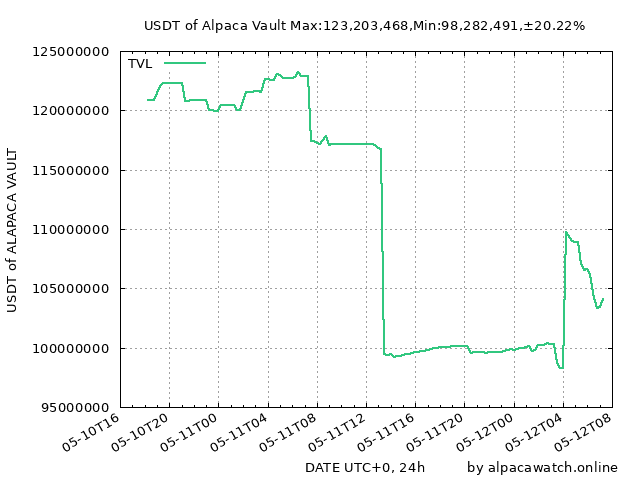 USDT of Alpaca Vault Max:123,203,468,Min:98,282,491,±20.22%
TVL
125000000
120000000
115000000
110000000
105000000
100000000
95000000
USDT of ALAPACA VAULT
05-10T16
05-10T20
05-11T00
05-11T04
05-11T08
05-11T12
05-11T16
05-11T20
05-12T00
05-12T04
05-12T08
DATE UTC+0, 24h
by alpacawatch.online